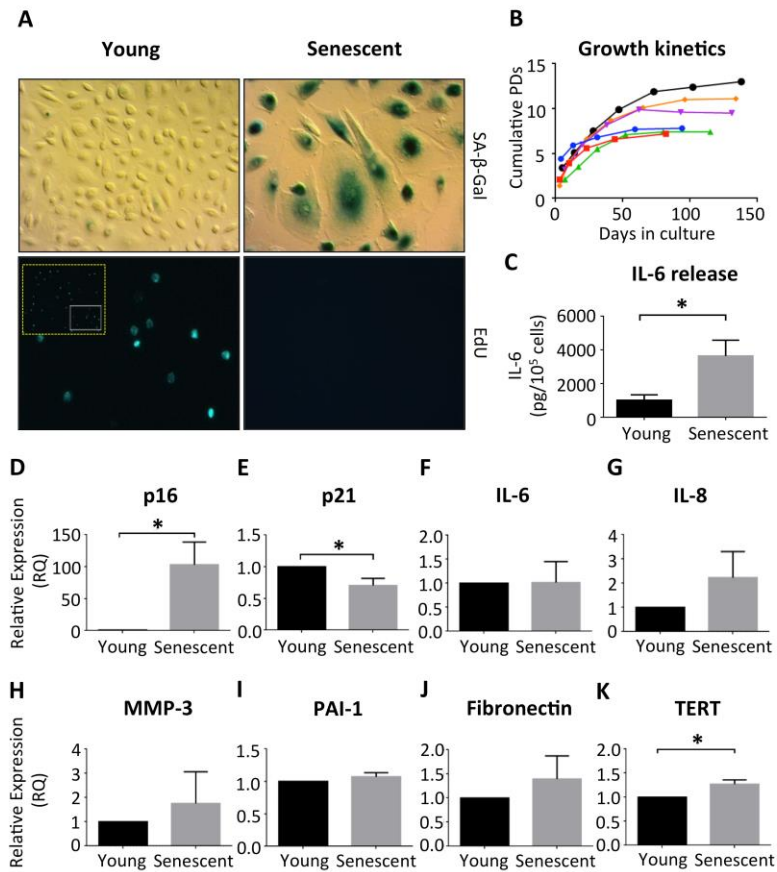 A
Young
Senescent
SA-β-Gal
EdU
B
Growth kinetics
Cumulative PDs
15
10
5
0
0 50 100 150
Days in culture
C
IL-6 release
IL-6
(pg/10⁵ cells)
6000
4000
2000
0
*
Young Senescent
D
p16
Relative Expression
(RQ)
150
100
50
0
*
Young Senescent
E
p21
1.5
1.0
0.5
0.0
*
Young Senescent
F
IL-6
2.0
1.5
1.0
0.5
0.0
Young Senescent
G
IL-8
4
3
2
1
0
Young Senescent
H
MMP-3
Relative Expression
(RQ)
4
3
2
1
0
Young Senescent
I
PAI-1
1.5
1.0
0.5
0.0
Young Senescent
J
Fibronectin
2.0
1.5
1.0
0.5
0.0
Young Senescent
K
TERT
2.0
1.5
1.0
0.5
0.0
*
Young Senescent